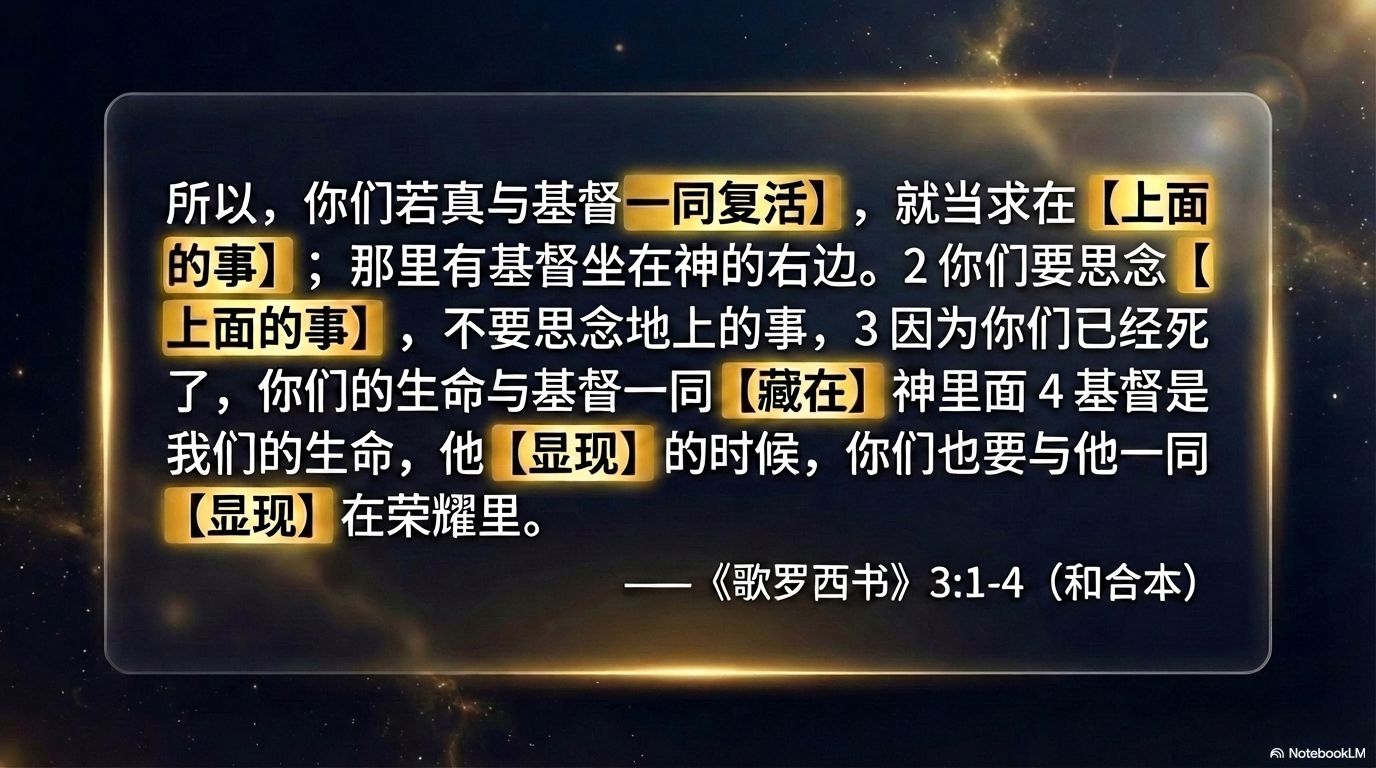 所以，你们若真与基督一同复活】，就当求在【上面
的事】；那里有基督坐在神的右边。2 你们要思念【
上面的事】，不要思念地上的事，3 因为你们已经死
了，你们的生命与基督一同【藏在】神里面 4 基督是
我们的生命，他【显现】的时候，你们也要与他一同
【显现】在荣耀里。
——《歌罗西书》3:1-4（和合本）
NotebookLM